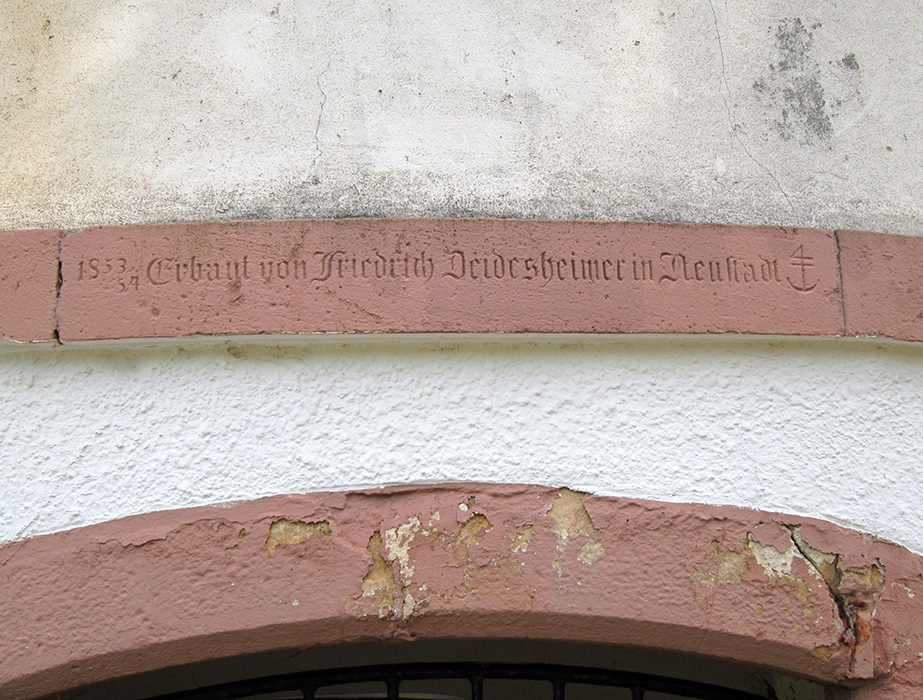 1853/54 Erbaut von Friedrich Deidesheimer in Neustadt